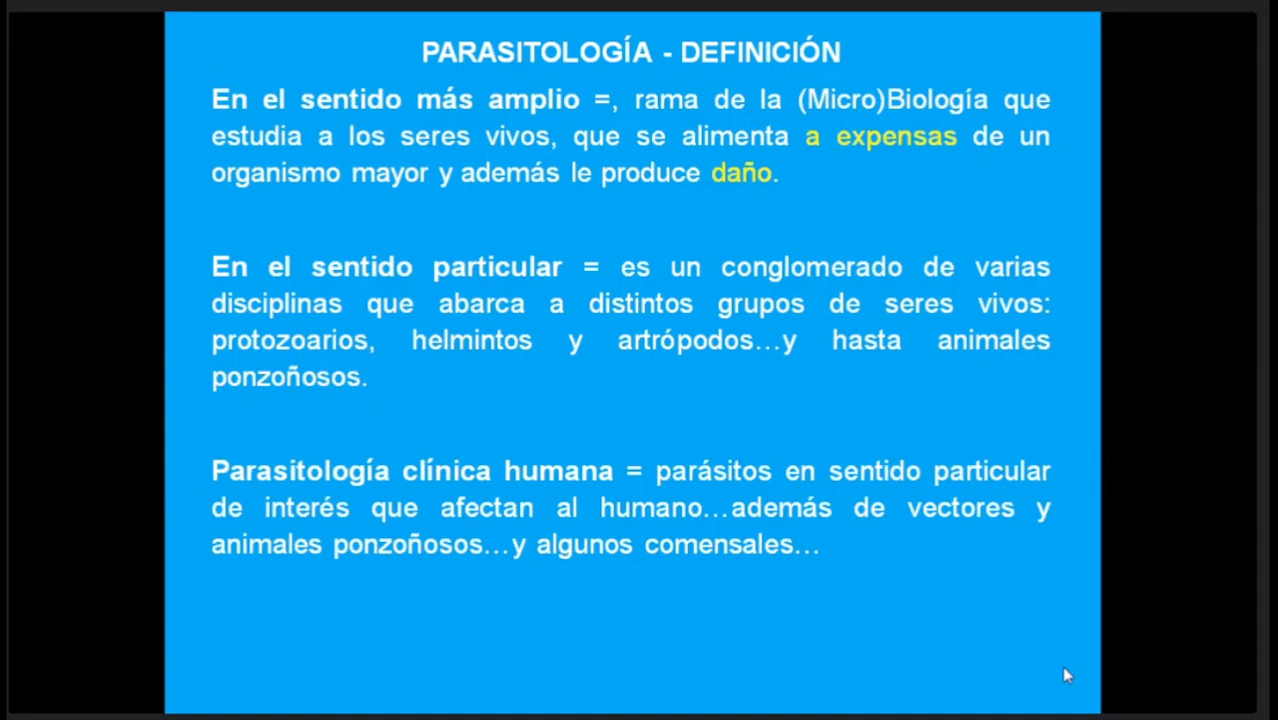 PARASITOLOGÍA - DEFINICIÓN
En el sentido más amplio =, rama de la (Micro)Biología que
estudia a los seres vivos, que se alimenta a expensas de un
organismo mayor y además le produce daño.
En el sentido particular = es un conglomerado de varias
disciplinas que abarca a distintos grupos de seres vivos:
protozoarios, helmintos y artrópodos...y hasta animales
ponzoñosos.
Parasitología clínica humana = parásitos en sentido particular
de interés que afectan al humano...además de vectores y
animales ponzoñosos...y algunos comensales...